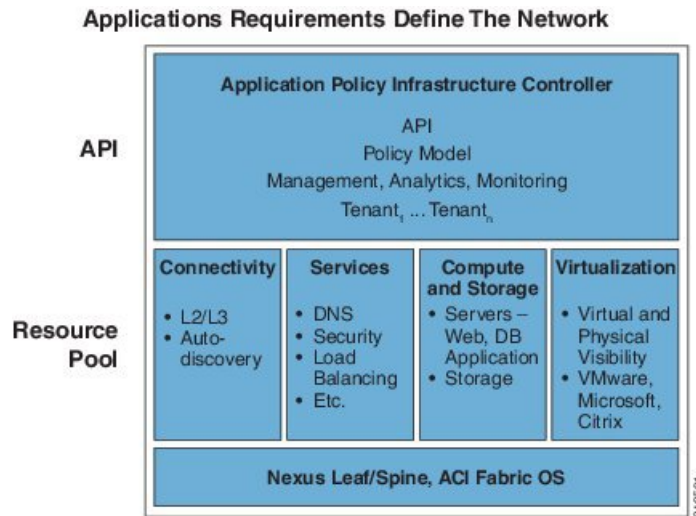 Applications Requirements Define The Network
API
Application Policy Infrastructure Controller
API
Policy Model
Management, Analytics, Monitoring
Tenant₁ ... Tenantₙ
Resource
Pool
Connectivity
• L2/L3
• Auto-
discovery
Services
• DNS
• Security
• Load
Balancing
• Etc.
Compute
and Storage
• Servers –
Web, DB
Application
• Storage
Virtualization
• Virtual and
Physical
Visibility
• VMware,
Microsoft,
Citrix
Nexus Leaf/Spine, ACI Fabric OS